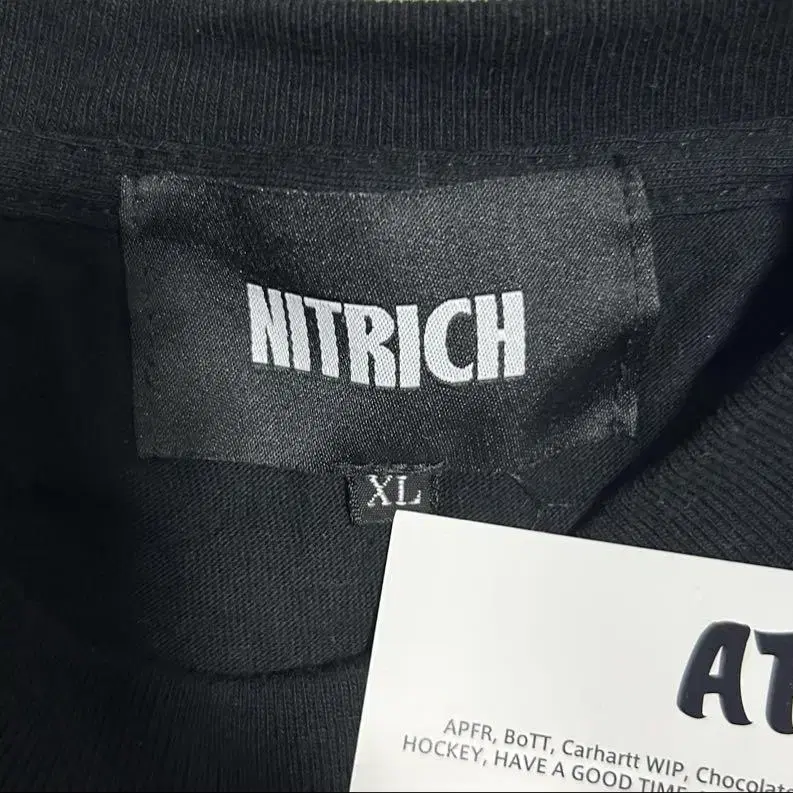 NITRICH
XL
AT
APFR, BoTT, Carhartt WIP, Chocolate
HOCKEY, HAVE A GOOD TIME,